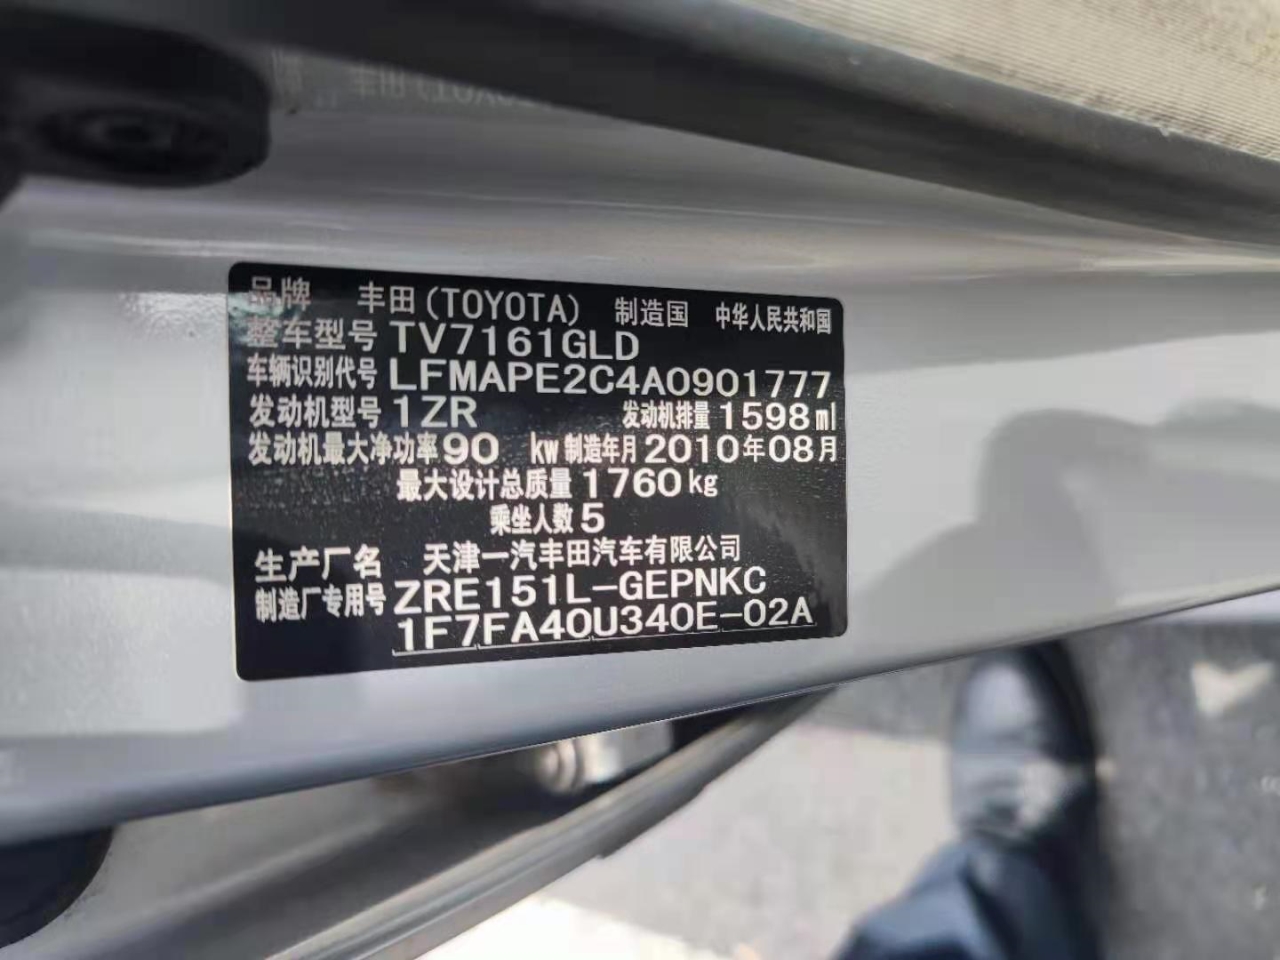 品牌 丰田(TOYOTA) 制造国 中华人民共和国
整车型号 TV7161GLD
车辆识别代号 LFMAPE2C4A0901777
发动机型号 1ZR 发动机排量 1598ml
发动机最大净功率 90 kw 制造年月 2010年08月
最大设计总质量 1760kg
乘坐人数 5
生产厂名 天津一汽丰田汽车有限公司
制造厂专用号 ZRE151L-GEPNKC
1F7FA40U340E-02A